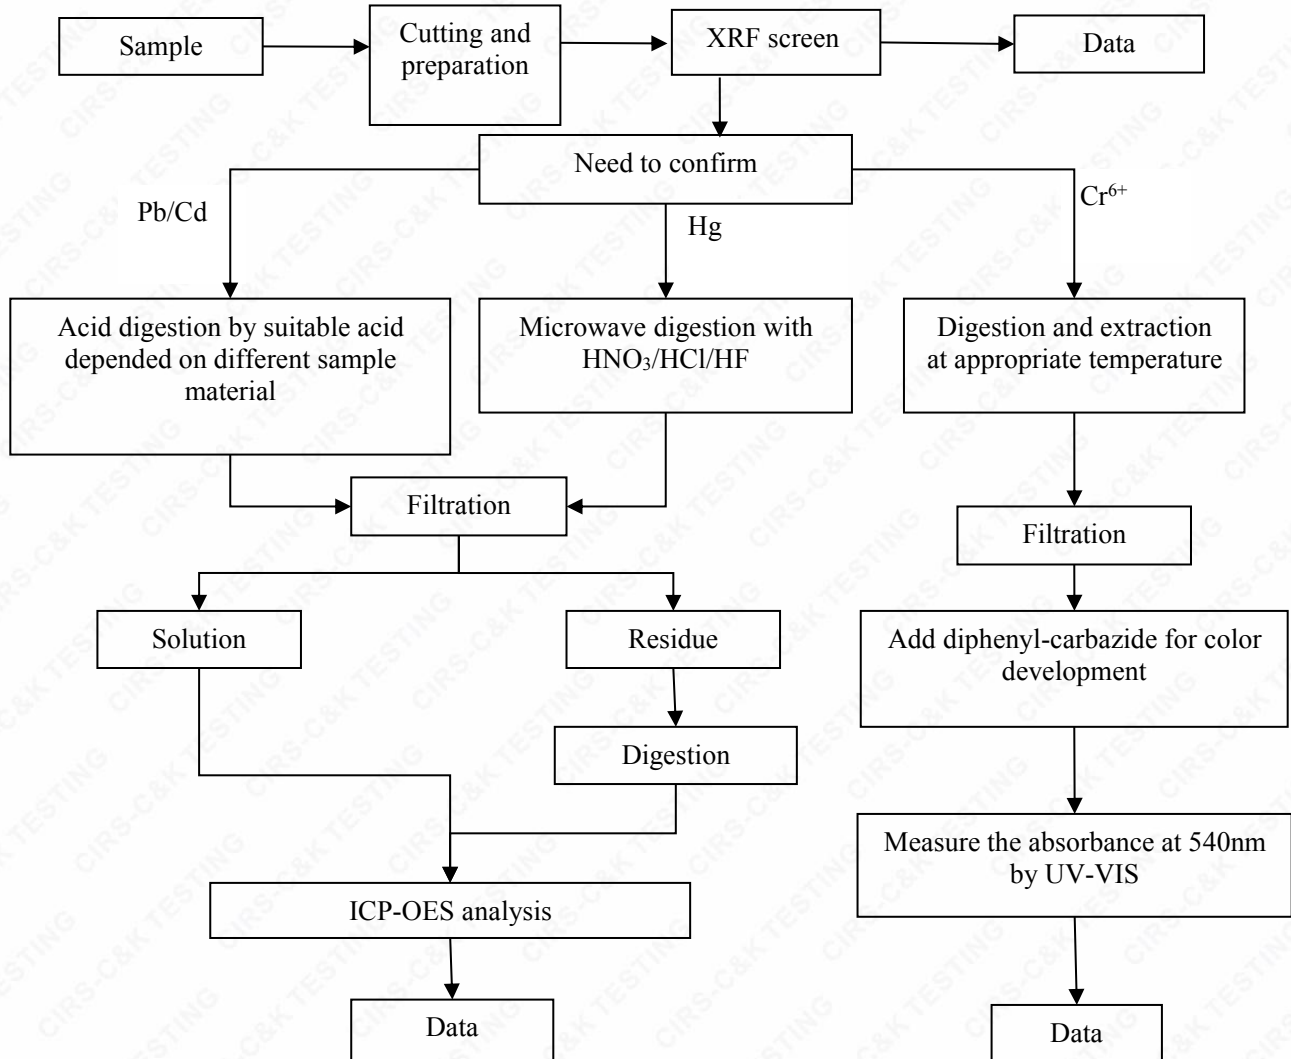 Sample
Cutting and
preparation
XRF screen
Data
Need to confirm
Pb/Cd
Hg
Cr⁶⁺
Acid digestion by suitable acid
depended on different sample
material
Microwave digestion with
HNO₃/HCl/HF
Digestion and extraction
at appropriate temperature
Filtration
Filtration
Solution
Residue
Add diphenyl-carbazide for color
development
Digestion
Measure the absorbance at 540nm
by UV-VIS
ICP-OES analysis
Data
Data
CIRS-C&K TESTING